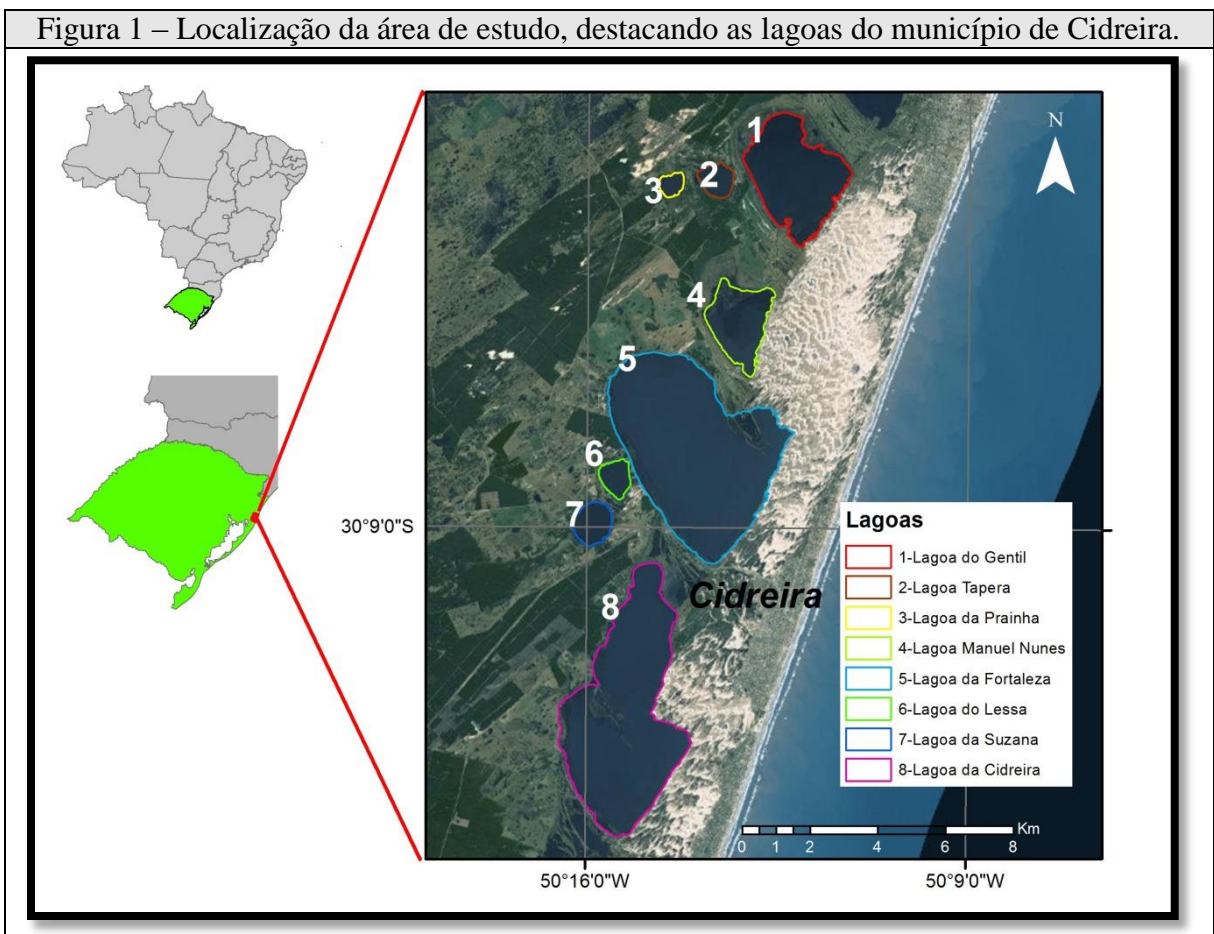 Figura 1 – Localização da área de estudo, destacando as lagoas do município de Cidreira.
1
N
2
3
4
5
6
7
30°9'0"S
Lagoas
1-Lagoa do Gentil
2-Lagoa Tapera
3-Lagoa da Prainha
4-Lagoa Manuel Nunes
5-Lagoa da Fortaleza
6-Lagoa do Lessa
7-Lagoa da Suzana
8-Lagoa da Cidreira
Cidreira
8
Km
0 1 2 4 6 8
50°16'0"W 50°9'0"W